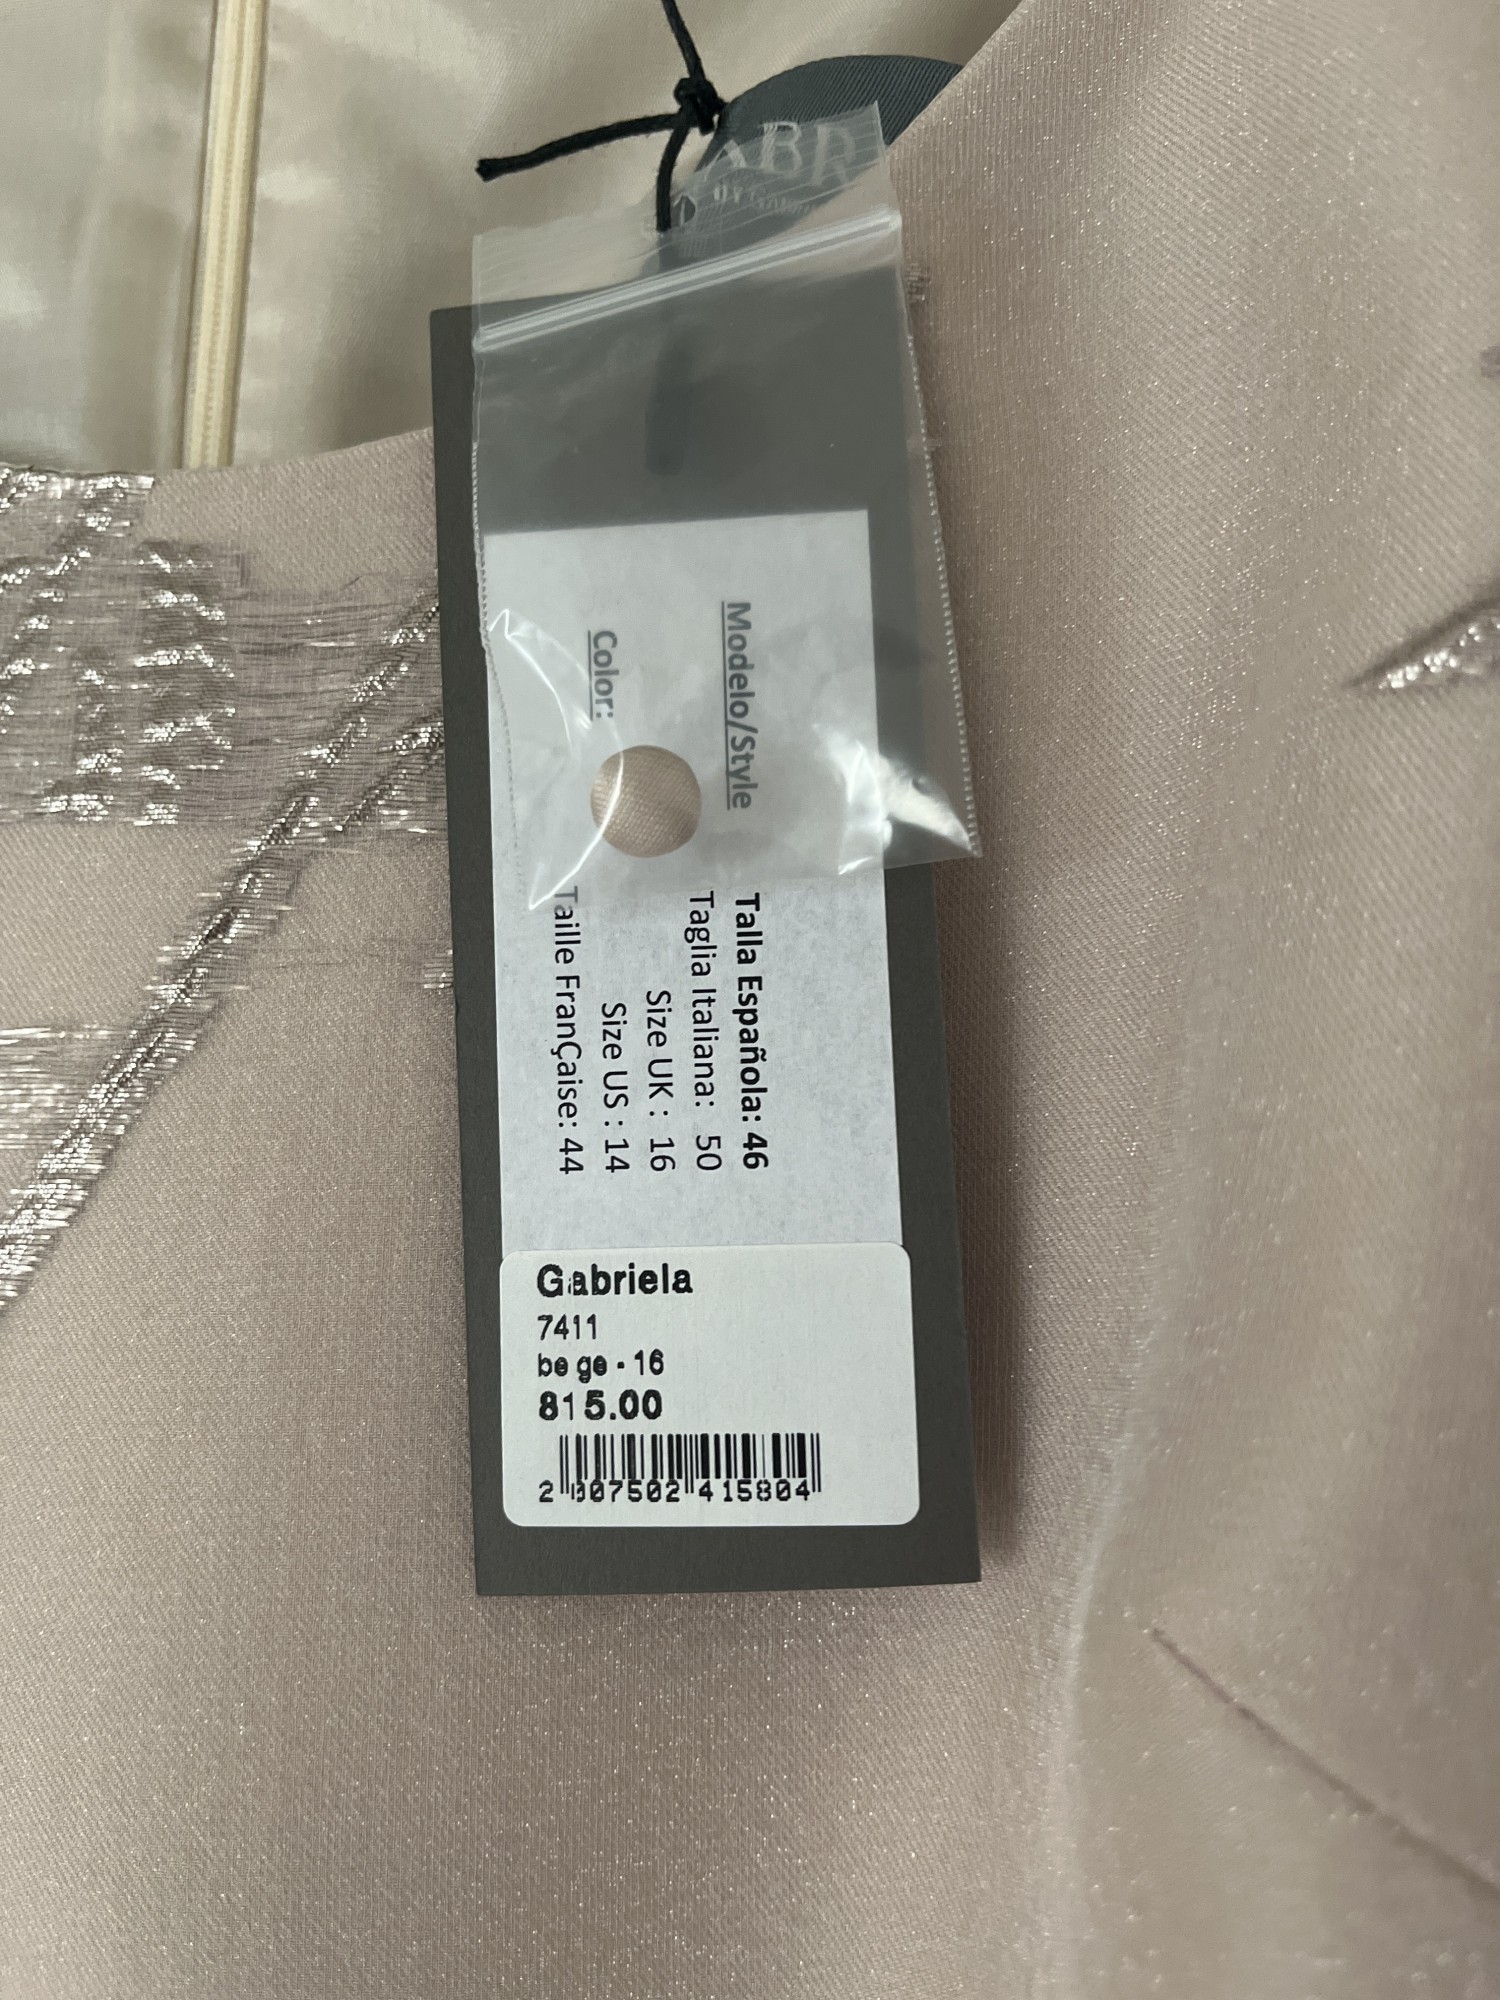 Modelo/Style
Color:
Talla Española: 46
Taglia Italiana: 50
Size UK : 16
Size US : 14
Taille FranÇaise: 44
Gabriela
7411
beige - 16
815.00
2 307502 415804